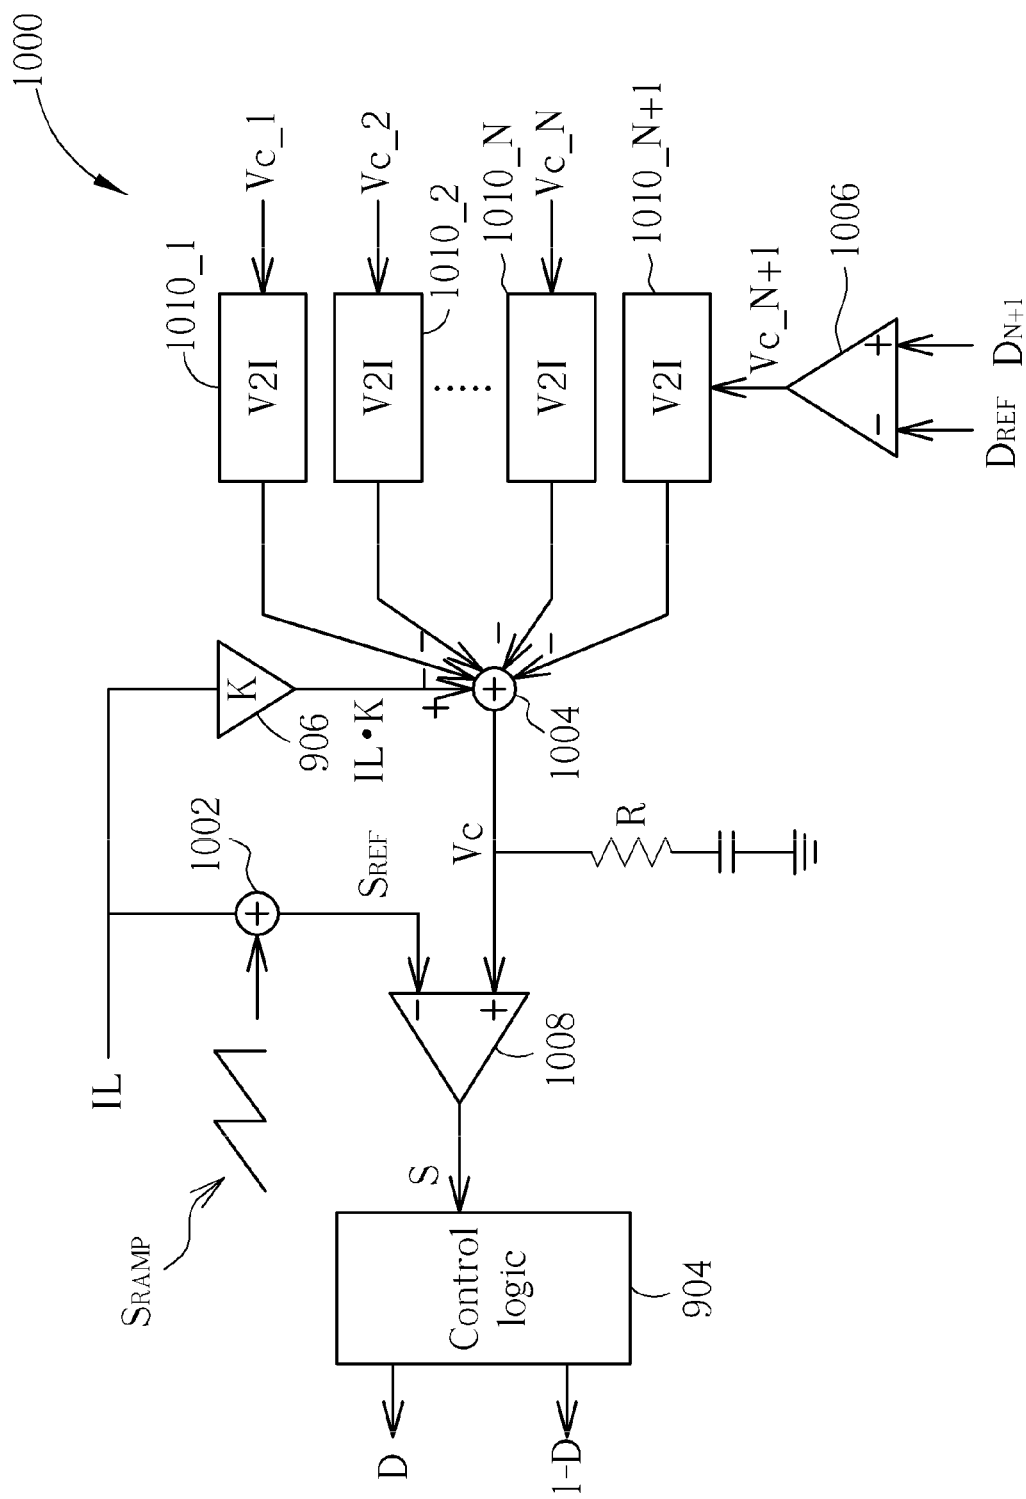 1000
IL
SRAMP
1002
K
906
IL•K
SREF
+
+
−
−
−
−
+
1004
Vc
R
−
+
1008
S
Control
logic
904
D
1-D
V2I
1010_1
Vc_1
V2I
1010_2
Vc_2
.....
V2I
1010_N
Vc_N
V2I
1010_N+1
Vc_N+1
1006
−
+
DREF
DN+1